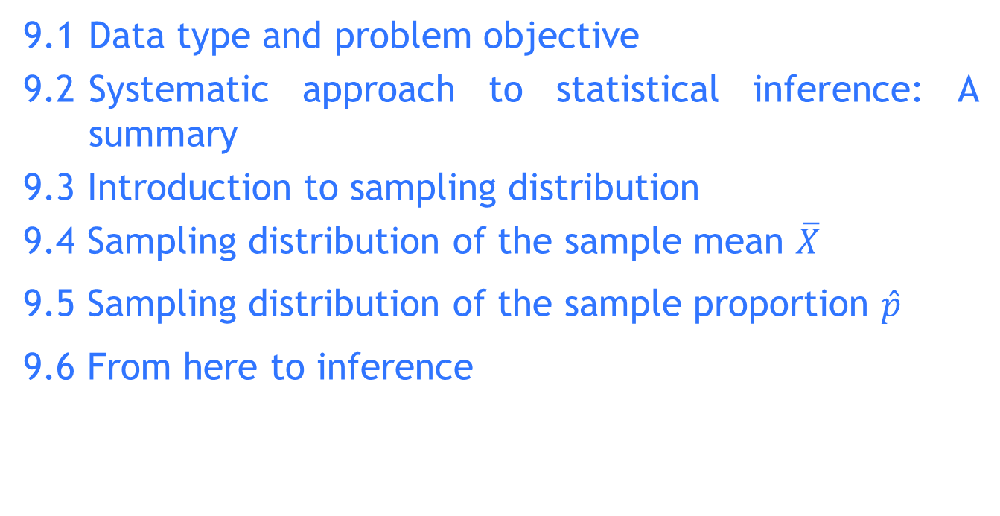 9.1 Data type and problem objective
9.2 Systematic approach to statistical inference: A
summary
9.3 Introduction to sampling distribution
9.4 Sampling distribution of the sample mean X̅
9.5 Sampling distribution of the sample proportion p̂
9.6 From here to inference